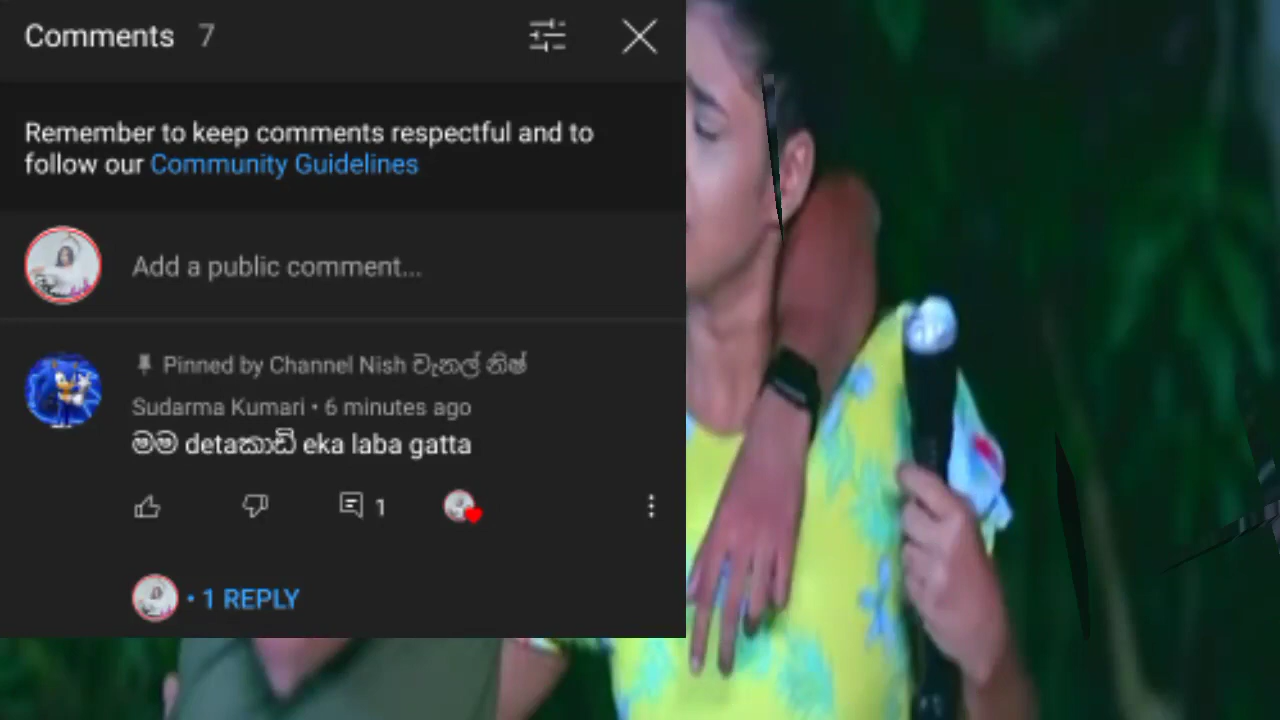 Comments 7
Remember to keep comments respectful and to
follow our Community Guidelines
Add a public comment...
Pinned by Channel Nish චැනල් නිෂ්
Sudarma Kumari • 6 minutes ago
මම detaකාඩ් eka laba gatta
1
• 1 REPLY